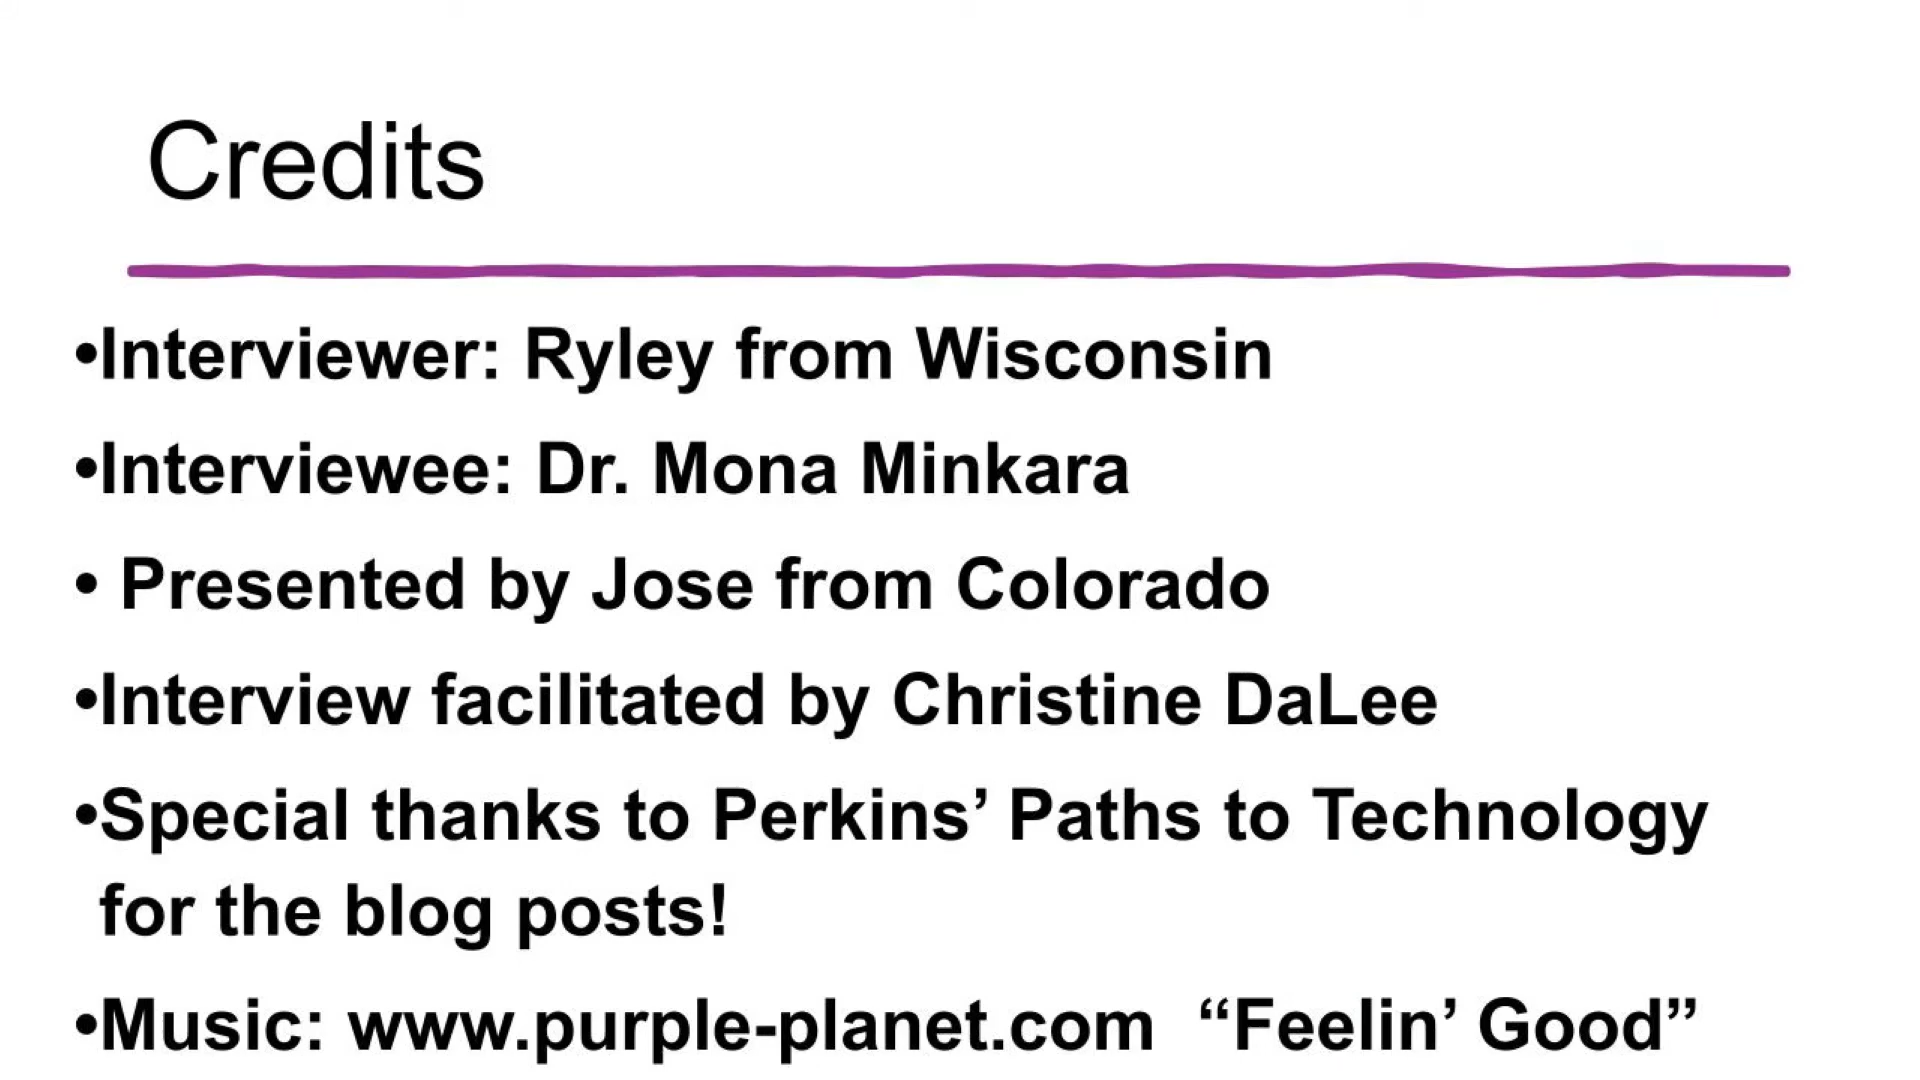 Credits
•Interviewer: Ryley from Wisconsin
•Interviewee: Dr. Mona Minkara
• Presented by Jose from Colorado
•Interview facilitated by Christine DaLee
•Special thanks to Perkins’ Paths to Technology
for the blog posts!
•Music: www.purple-planet.com “Feelin’ Good”